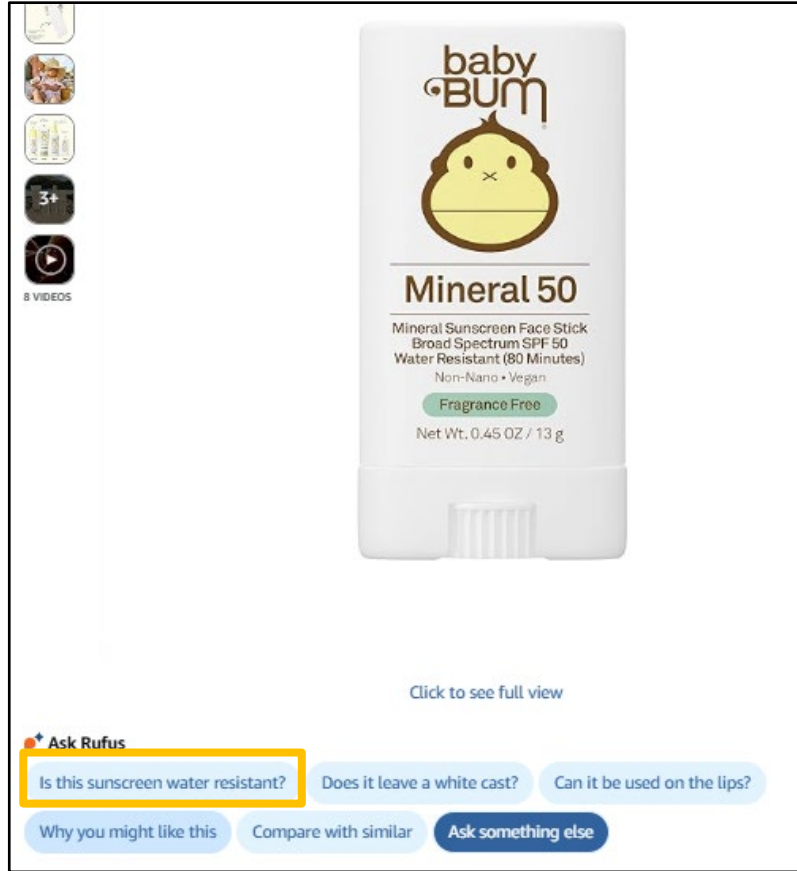 3+
8 VIDEOS
baby
BUM
Mineral 50
Mineral Sunscreen Face Stick
Broad Spectrum SPF 50
Water Resistant (80 Minutes)
Non-Nano • Vegan
Fragrance Free
Net Wt. 0.45 OZ / 13 g
Click to see full view
Ask Rufus
Is this sunscreen water resistant? Does it leave a white cast? Can it be used on the lips?
Why you might like this Compare with similar Ask something else